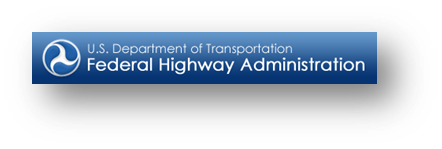 U.S. Department of Transportation
Federal Highway Administration